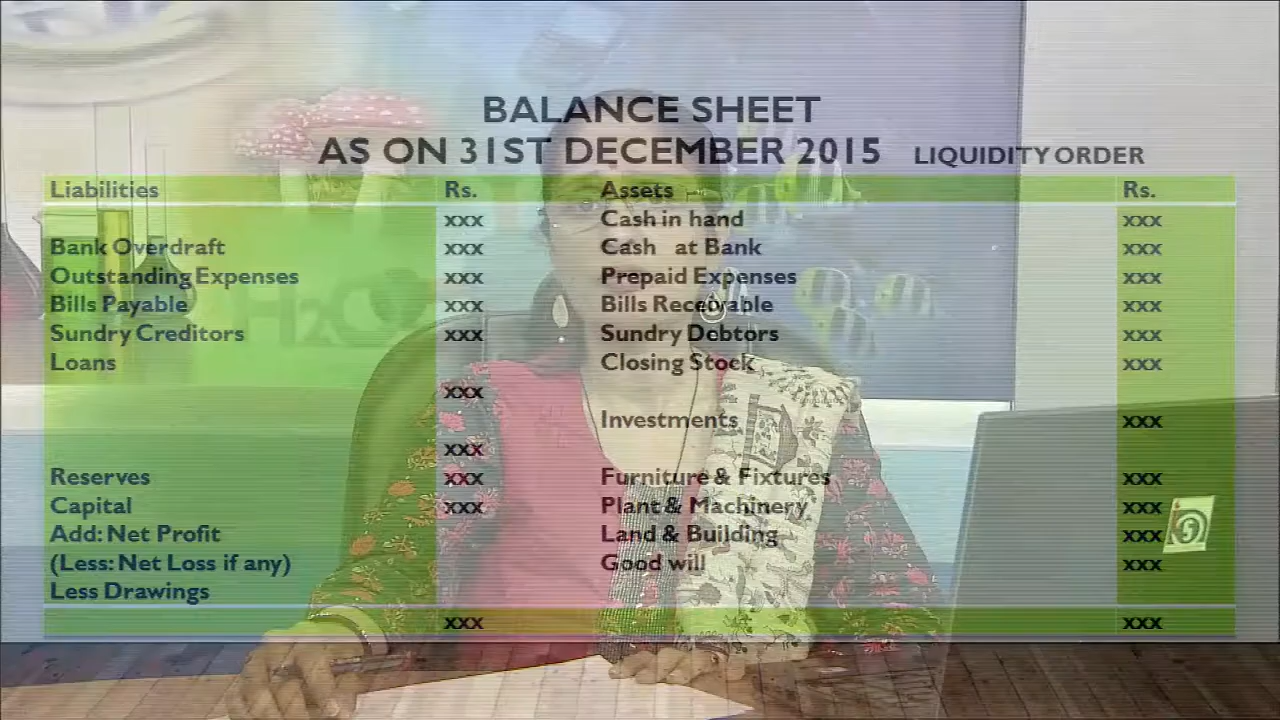 BALANCE SHEET
AS ON 31ST DECEMBER 2015 LIQUIDITY ORDER
Liabilities Rs. Assets Rs.
xxx Cash in hand xxx
Bank Overdraft xxx Cash at Bank xxx
Outstanding Expenses xxx Prepaid Expenses xxx
Bills Payable xxx Bills Receivable xxx
Sundry Creditors xxx Sundry Debtors xxx
Loans Closing Stock xxx
xxx
Investments xxx
xxx
Reserves xxx Furniture & Fixtures xxx
Capital xxx Plant & Machinery xxx
Add: Net Profit Land & Building xxx
(Less: Net Loss if any) Good will xxx
Less Drawings
xxx xxx